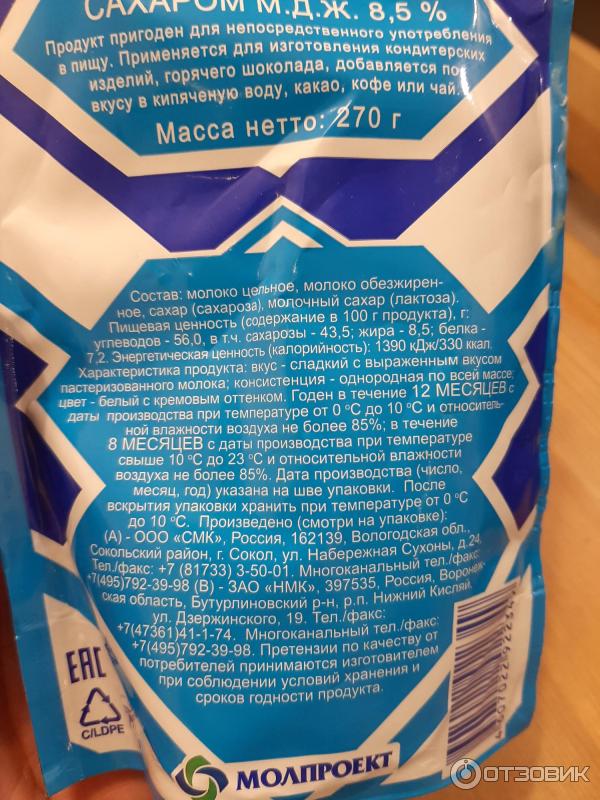 САХАРОМ М.Д.Ж. 8,5 %
Продукт пригоден для непосредственного употребления
в пищу. Применяется для изготовления кондитерских
изделий, горячего шоколада, добавляется по
вкусу в кипяченую воду, какао, кофе или чай.
Масса нетто: 270 г
Состав: молоко цельное, молоко обезжирен-
ное, сахар (сахароза), молочный сахар (лактоза).
Пищевая ценность (содержание в 100 г продукта), г:
углеводов - 56,0, в т.ч. сахарозы - 43,5; жира - 8,5; белка -
7,2. Энергетическая ценность (калорийность): 1390 кДж/330 ккал.
Характеристика продукта: вкус - сладкий с выраженным вкусом
пастеризованного молока; консистенция - однородная по всей массе;
цвет - белый с кремовым оттенком. Годен в течение 12 МЕСЯЦЕВ с
даты производства при температуре от 0 °С до 10 °С и относитель-
ной влажности воздуха не более 85%; в течение
8 МЕСЯЦЕВ с даты производства при температуре
свыше 10 °С до 23 °С и относительной влажности
воздуха не более 85%. Дата производства (число,
месяц, год) указана на шве упаковки. После
вскрытия упаковки хранить при температуре от 0 °С
до 10 °С. Произведено (смотри на упаковке):
(А) - ООО «СМК», Россия, 162139, Вологодская обл.,
Сокольский район, г. Сокол, ул. Набережная Сухоны, д.24.
Тел./факс: +7 (81733) 3-50-01. Многоканальный тел./факс:
+7(495)792-39-98 (В) - ЗАО «НМК», 397535, Россия, Воронеж-
ская область, Бутурлиновский р-н, р.п. Нижний Кисляй,
ул. Дзержинского, 19. Тел./факс:
+7(47361)41-1-74. Многоканальный тел./факс:
+7(495)792-39-98. Претензии по качеству от
потребителей принимаются изготовителем
при соблюдении условий хранения и
сроков годности продукта.
EAC
C/LDPE
МОЛПРОЕКТ
ОТЗОВИК